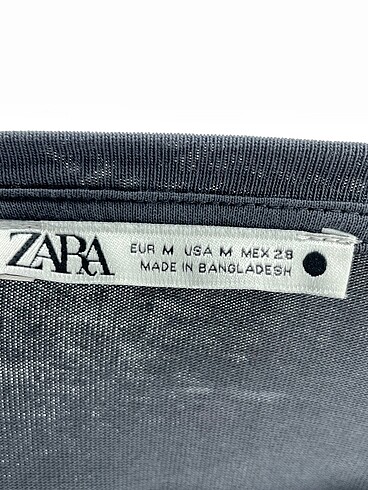 ZARA
EUR M USA M MEX 28
MADE IN BANGLADESH